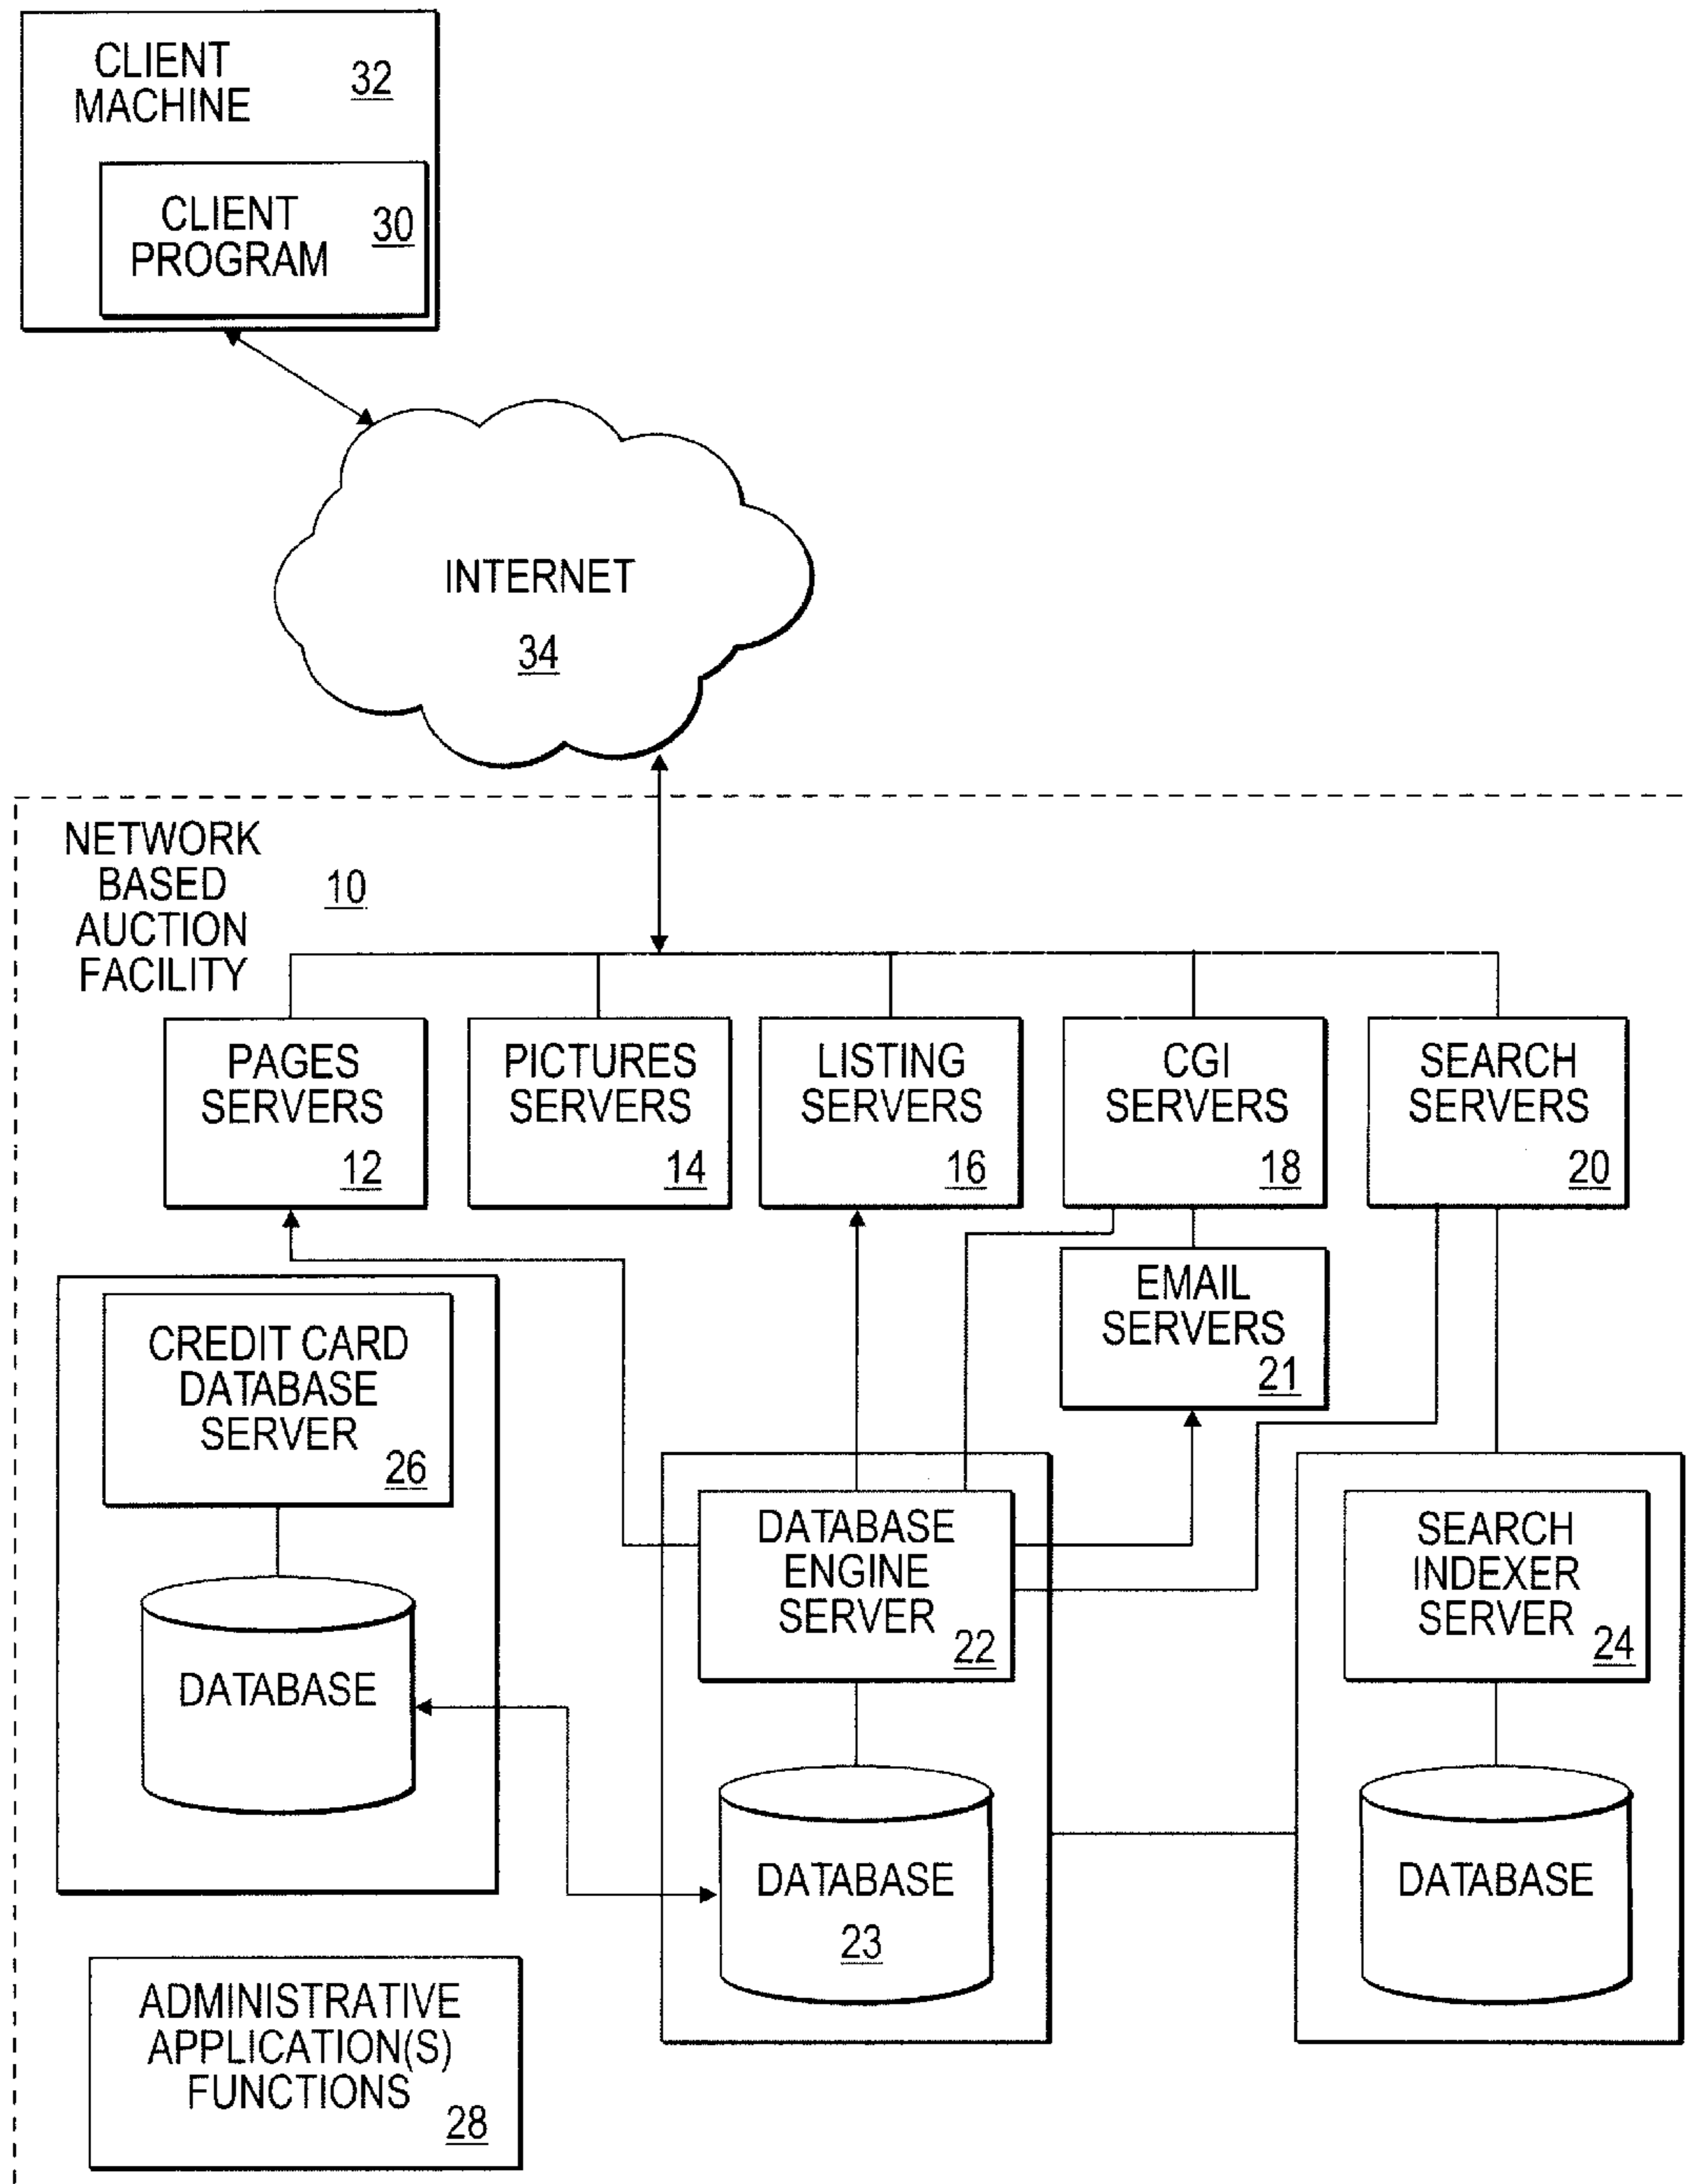 CLIENT
MACHINE
32
CLIENT
PROGRAM
30
INTERNET
34
NETWORK
BASED
AUCTION
FACILITY
10
PAGES
SERVERS
12
PICTURES
SERVERS
14
LISTING
SERVERS
16
CGI
SERVERS
18
SEARCH
SERVERS
20
EMAIL
SERVERS
21
CREDIT CARD
DATABASE
SERVER
26
DATABASE
DATABASE
ENGINE
SERVER
22
DATABASE
23
SEARCH
INDEXER
SERVER
24
DATABASE
ADMINISTRATIVE
APPLICATION(S)
FUNCTIONS
28